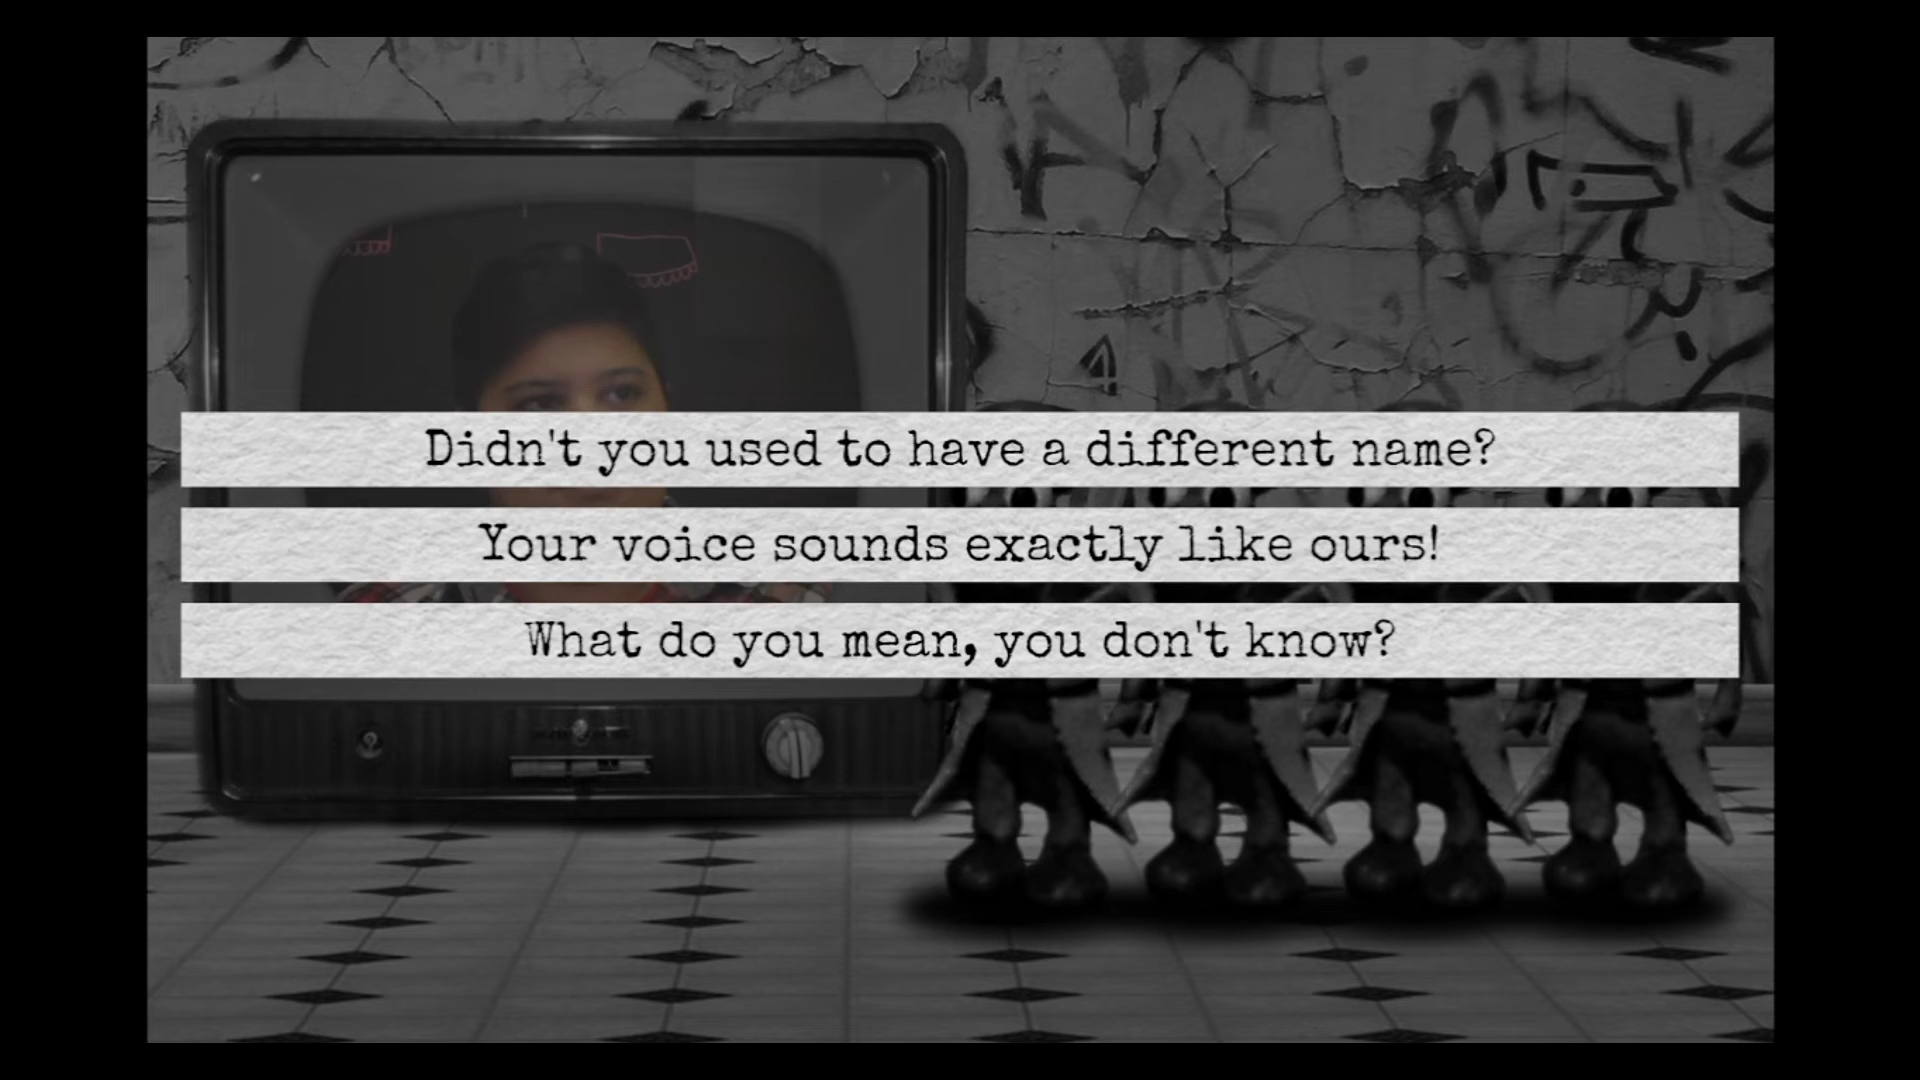 Didn't you used to have a different name?
Your voice sounds exactly like ours!
What do you mean, you don't know?